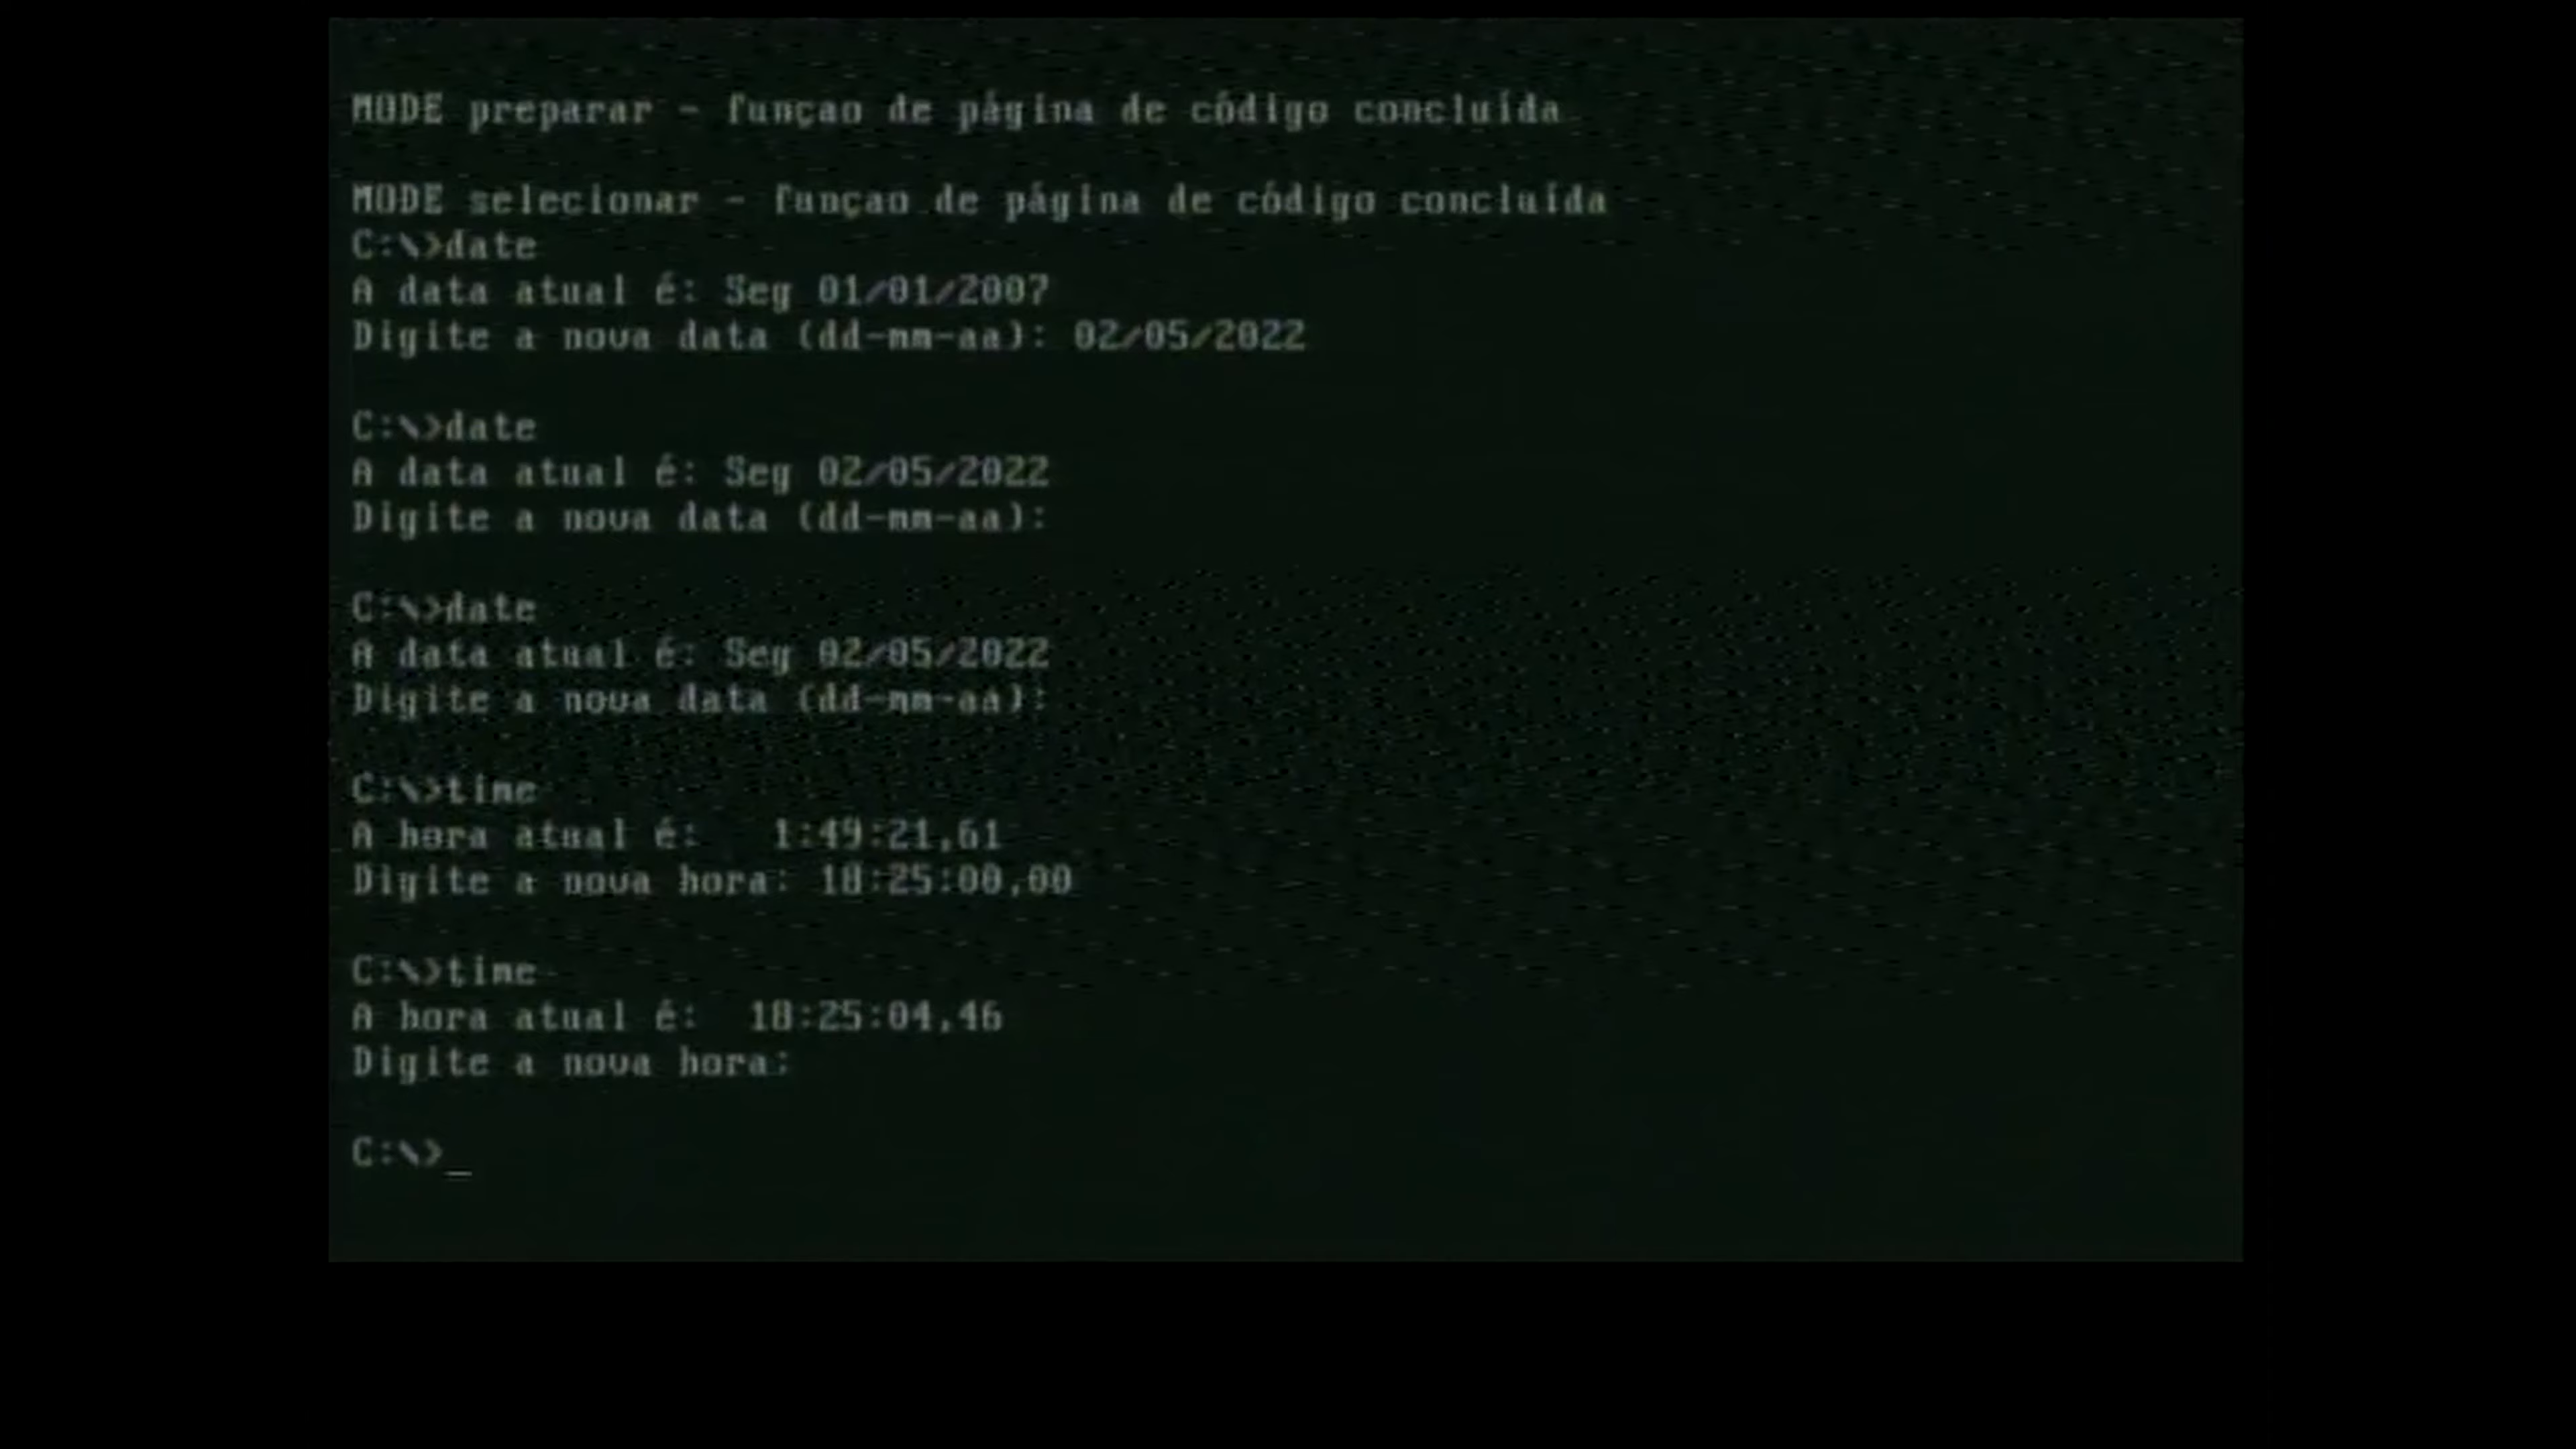 MODE preparar - funçao de página de código concluída
MODE selecionar - funçao de página de código concluída
C:\>date
A data atual é: Seg 01/01/2007
Digite a nova data (dd-mm-aa): 02/05/2022
C:\>date
A data atual é: Seg 02/05/2022
Digite a nova data (dd-mm-aa):
C:\>date
A data atual é: Seg 02/05/2022
Digite a nova data (dd-mm-aa):
C:\>time
A hora atual é: 1:49:21,61
Digite a nova hora: 18:25:00,00
C:\>time
A hora atual é: 18:25:04,46
Digite a nova hora:
C:\>_